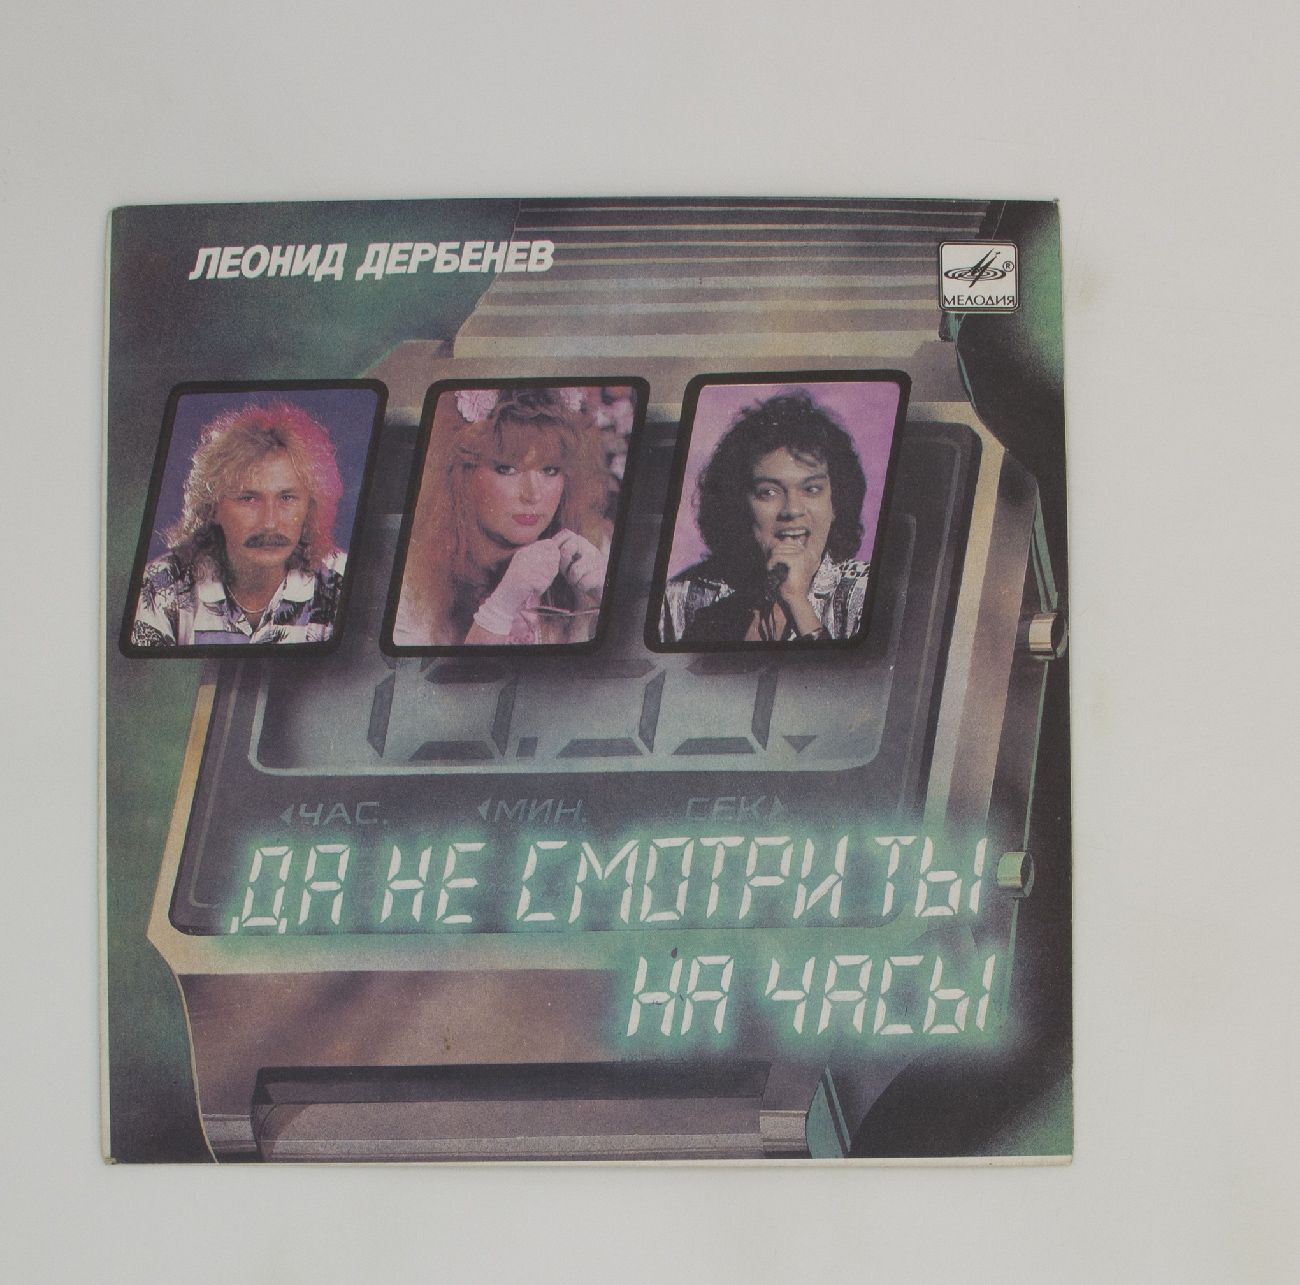 ЛЕОНИД ДЕРБЕНЕВ
®
МЕЛОДИЯ
ЧАС. МИН. СЕК
ДА НЕ СМОТРИ ТЫ
НА ЧАСЫ